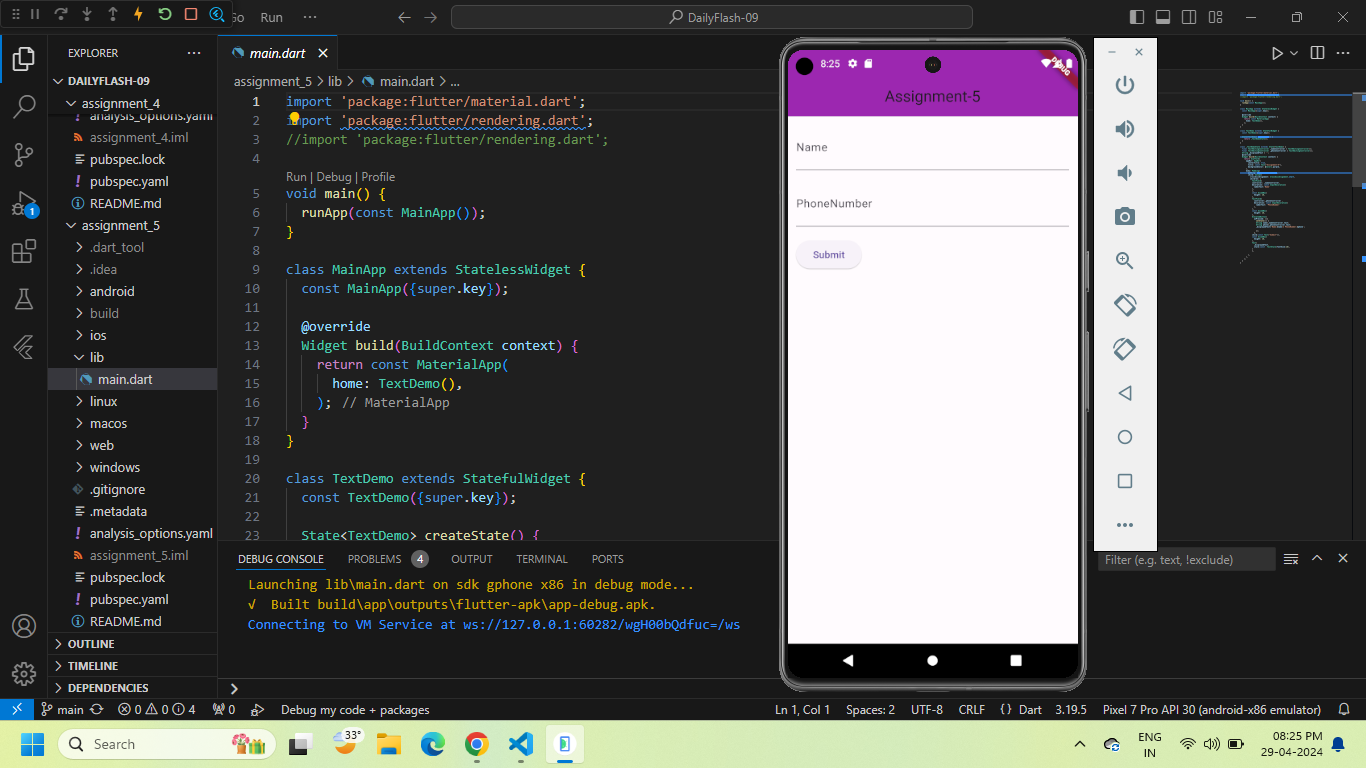 Go Run ...
DailyFlash-09
EXPLORER
DAILYFLASH-09
assignment_4
analysis_options.yaml
assignment_4.iml
pubspec.lock
pubspec.yaml
README.md
assignment_5
.dart_tool
.idea
android
build
ios
lib
main.dart
linux
macos
web
windows
.gitignore
.metadata
analysis_options.yaml
assignment_5.iml
pubspec.lock
pubspec.yaml
README.md
OUTLINE
TIMELINE
DEPENDENCIES
1
main.dart
assignment_5 > lib > main.dart > ...
1 import 'package:flutter/material.dart';
2 import 'package:flutter/rendering.dart';
3 //import 'package:flutter/rendering.dart';
4
Run | Debug | Profile
5 void main() {
6 runApp(const MainApp());
7 }
8
9 class MainApp extends StatelessWidget {
10 const MainApp({super.key});
11
12 @override
13 Widget build(BuildContext context) {
14 return const MaterialApp(
15 home: TextDemo(),
16 ); // MaterialApp
17 }
18 }
19
20 class TextDemo extends StatefulWidget {
21 const TextDemo({super.key});
22
23 State<TextDemo> createState() {
DEBUG CONSOLE PROBLEMS 4 OUTPUT TERMINAL PORTS
Filter (e.g. text, !exclude)
Launching lib\main.dart on sdk gphone x86 in debug mode...
√ Built build\app\outputs\flutter-apk\app-debug.apk.
Connecting to VM Service at ws://127.0.0.1:60282/wgH00bQdfuc=/ws
8:25
DEBUG
Assignment-5
Name
PhoneNumber
Submit
main 0 0 4 0 Debug my code + packages
Ln 1, Col 1 Spaces: 2 UTF-8 CRLF {} Dart 3.19.5 Pixel 7 Pro API 30 (android-x86 emulator)
Search
33°
ENG
IN
08:25 PM
29-04-2024